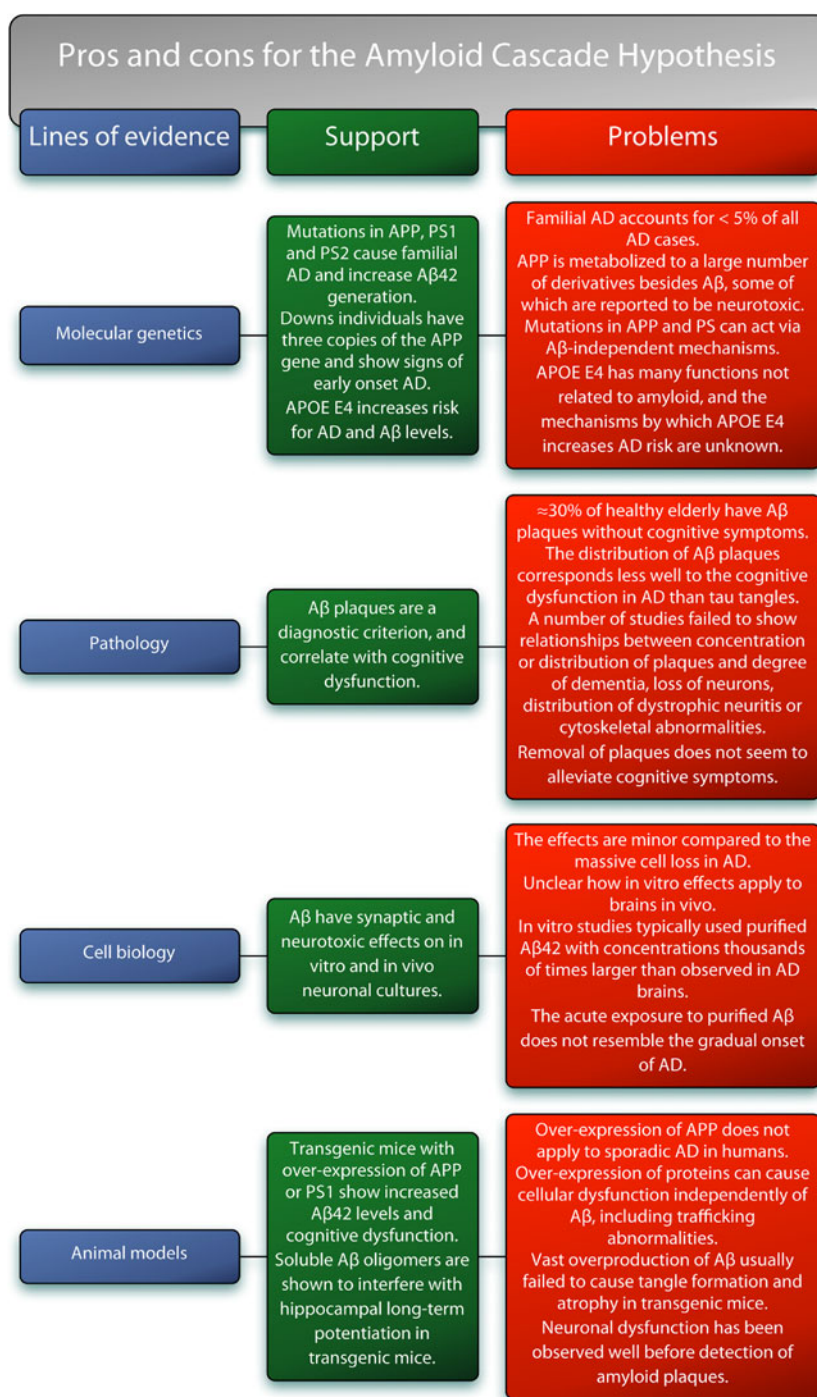 Pros and cons for the Amyloid Cascade Hypothesis
Lines of evidence
Support
Problems
Molecular genetics
Mutations in APP, PS1
and PS2 cause familial
AD and increase Aβ42
generation.
Downs individuals have
three copies of the APP
gene and show signs of
early onset AD.
APOE E4 increases risk
for AD and Aβ levels.
Familial AD accounts for < 5% of all
AD cases.
APP is metabolized to a large number
of derivatives besides Aβ, some of
which are reported to be neurotoxic.
Mutations in APP and PS can act via
Aβ-independent mechanisms.
APOE E4 has many functions not
related to amyloid, and the
mechanisms by which APOE E4
increases AD risk are unknown.
Pathology
Aβ plaques are a
diagnostic criterion, and
correlate with cognitive
dysfunction.
≈30% of healthy elderly have Aβ
plaques without cognitive symptoms.
The distribution of Aβ plaques
corresponds less well to the cognitive
dysfunction in AD than tau tangles.
A number of studies failed to show
relationships between concentration
or distribution of plaques and degree
of dementia, loss of neurons,
distribution of dystrophic neuritis or
cytoskeletal abnormalities.
Removal of plaques does not seem to
alleviate cognitive symptoms.
Cell biology
Aβ have synaptic and
neurotoxic effects on in
vitro and in vivo
neuronal cultures.
The effects are minor compared to the
massive cell loss in AD.
Unclear how in vitro effects apply to
brains in vivo.
In vitro studies typically used purified
Aβ42 with concentrations thousands
of times larger than observed in AD
brains.
The acute exposure to purified Aβ
does not resemble the gradual onset
of AD.
Animal models
Transgenic mice with
over-expression of APP
or PS1 show increased
Aβ42 levels and
cognitive dysfunction.
Soluble Aβ oligomers are
shown to interfere with
hippocampal long-term
potentiation in
transgenic mice.
Over-expression of APP does not
apply to sporadic AD in humans.
Over-expression of proteins can cause
cellular dysfunction independently of
Aβ, including trafficking
abnormalities.
Vast overproduction of Aβ usually
failed to cause tangle formation and
atrophy in transgenic mice.
Neuronal dysfunction has been
observed well before detection of
amyloid plaques.